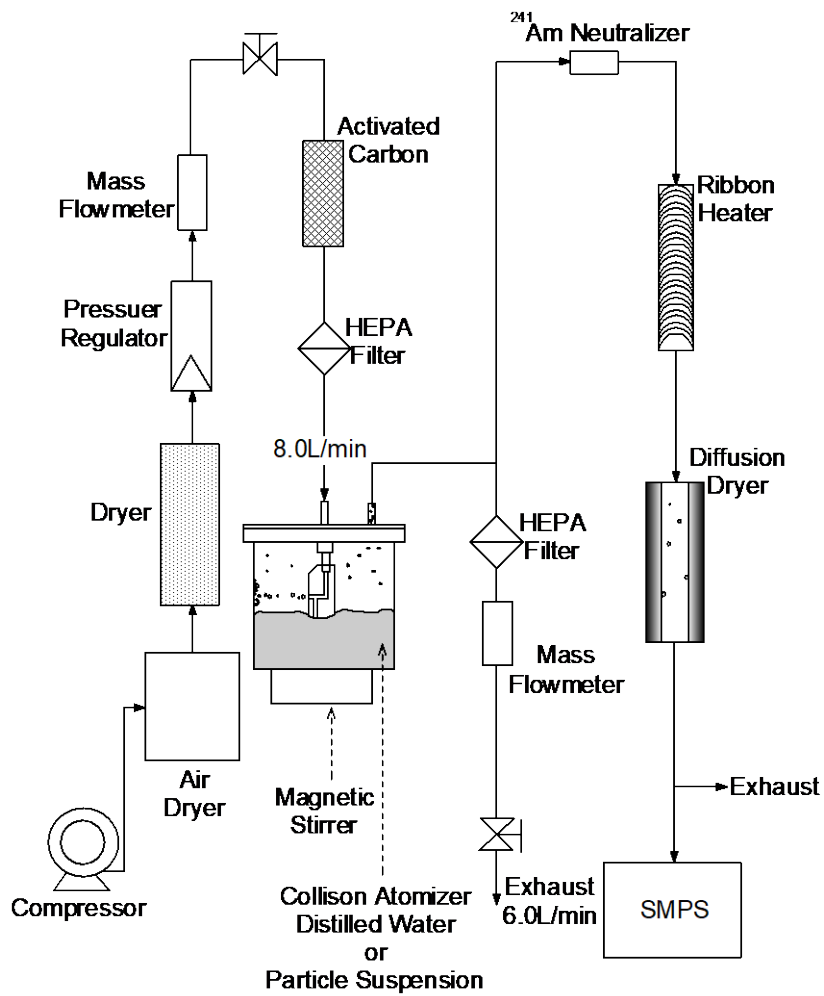 241Am Neutralizer
Activated
Carbon
Mass
Flowmeter
Ribbon
Heater
Pressuer
Regulator
HEPA
Filter
8.0L/min
Diffusion
Dryer
Dryer
HEPA
Filter
Mass
Flowmeter
Air
Dryer
Magnetic
Stirrer
Exhaust
Compressor
Collison Atomizer
Distilled Water
or
Particle Suspension
Exhaust
6.0L/min
SMPS